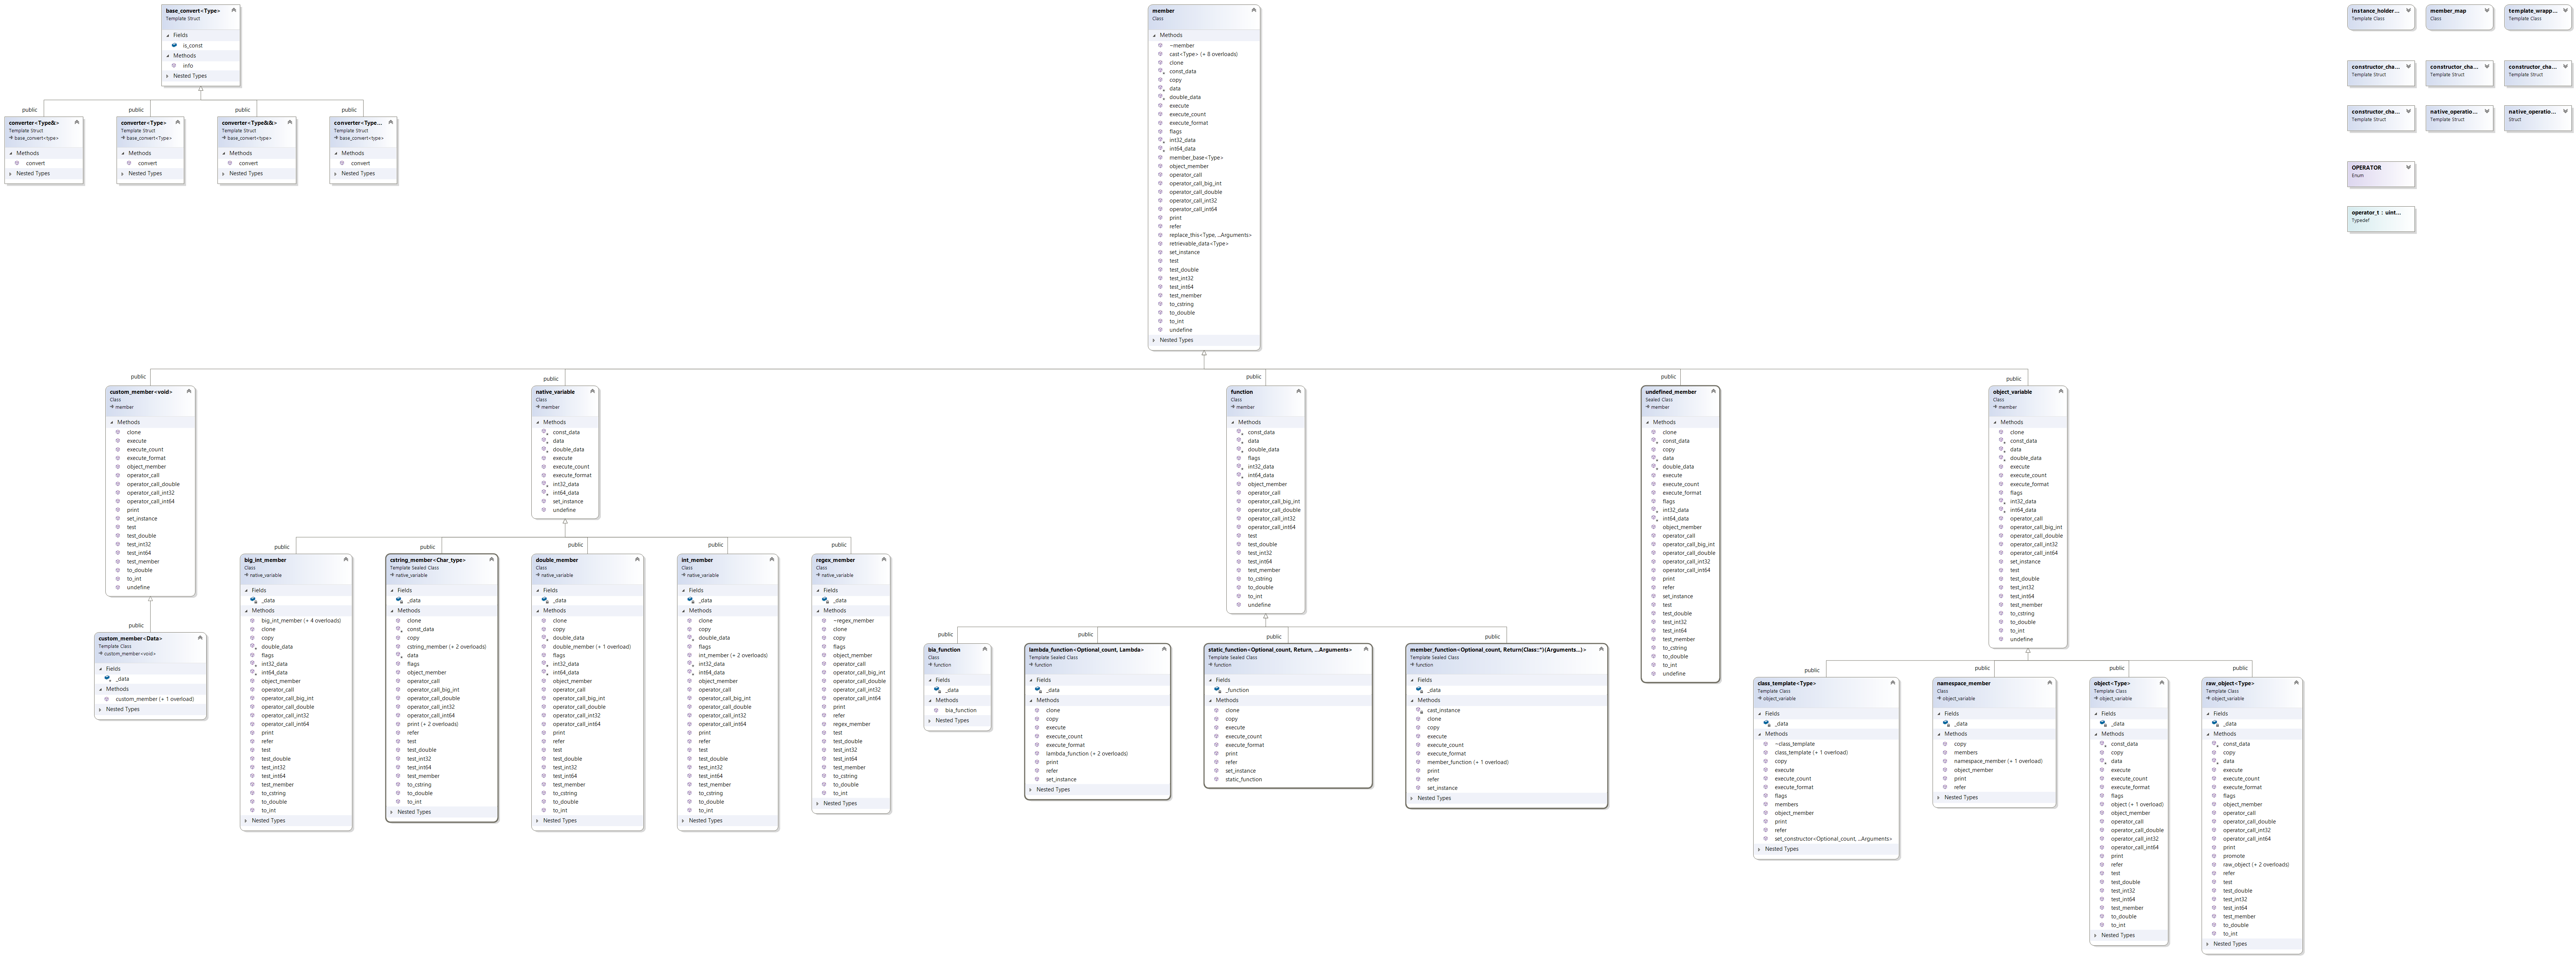 base_convert<Type>
Template Struct
Fields
is_const
Methods
info
Nested Types
public
public
public
public
converter<Type&>
Template Struct
base_convert<type>
Methods
convert
Nested Types
converter<Type>
Template Struct
base_convert<Type>
Methods
convert
Nested Types
converter<Type&&>
Template Struct
base_convert<type>
Methods
convert
Nested Types
converter<Type...
Template Struct
base_convert<type>
Methods
convert
Nested Types
member
Class
Methods
~member
cast<Type> (+ 8 overloads)
clone
const_data
copy
data
double_data
execute
execute_count
execute_format
flags
int32_data
int64_data
member_base<Type>
object_member
operator_call
operator_call_big_int
operator_call_double
operator_call_int32
operator_call_int64
print
refer
replace_this<Type, ...Arguments>
retrievable_data<Type>
set_instance
test
test_double
test_int32
test_int64
test_member
to_cstring
to_double
to_int
undefine
Nested Types
instance_holder...
Template Class
member_map
Class
template_wrapp...
Template Class
constructor_cha...
Template Struct
constructor_cha...
Template Struct
constructor_cha...
Template Struct
constructor_cha...
Template Struct
native_operatio...
Template Struct
native_operatio...
Struct
OPERATOR
Enum
operator_t : uint...
Typedef
public
public
public
public
public
custom_member<void>
Class
member
Methods
clone
execute
execute_count
execute_format
object_member
operator_call
operator_call_double
operator_call_int32
operator_call_int64
print
set_instance
test
test_double
test_int32
test_int64
test_member
to_double
to_int
undefine
public
custom_member<Data>
Template Class
custom_member<void>
Fields
_data
Methods
custom_member (+ 1 overload)
Nested Types
native_variable
Class
member
Methods
const_data
data
double_data
execute
execute_count
execute_format
int32_data
int64_data
set_instance
undefine
public
public
public
public
public
big_int_member
Class
native_variable
Fields
_data
Methods
big_int_member (+ 4 overloads)
clone
copy
double_data
flags
int32_data
int64_data
object_member
operator_call
operator_call_big_int
operator_call_double
operator_call_int32
operator_call_int64
print
refer
test
test_double
test_int32
test_int64
test_member
to_cstring
to_double
to_int
Nested Types
cstring_member<Char_type>
Template Sealed Class
native_variable
Fields
_data
Methods
clone
const_data
copy
cstring_member (+ 2 overloads)
data
flags
object_member
operator_call
operator_call_big_int
operator_call_double
operator_call_int32
operator_call_int64
print (+ 2 overloads)
refer
test
test_double
test_int32
test_int64
test_member
to_cstring
to_double
to_int
Nested Types
double_member
Class
native_variable
Fields
_data
Methods
clone
copy
double_data
double_member (+ 1 overload)
flags
int32_data
int64_data
object_member
operator_call
operator_call_big_int
operator_call_double
operator_call_int32
operator_call_int64
print
refer
test
test_double
test_int32
test_int64
test_member
to_cstring
to_double
to_int
Nested Types
int_member
Class
native_variable
Fields
_data
Methods
clone
copy
double_data
flags
int_member (+ 2 overloads)
int32_data
int64_data
object_member
operator_call
operator_call_big_int
operator_call_double
operator_call_int32
operator_call_int64
print
refer
test
test_double
test_int32
test_int64
test_member
to_cstring
to_double
to_int
Nested Types
regex_member
Class
native_variable
Fields
_data
Methods
~regex_member
clone
copy
flags
object_member
operator_call
operator_call_big_int
operator_call_double
operator_call_int32
operator_call_int64
print
refer
regex_member
test
test_double
test_int32
test_int64
test_member
to_cstring
to_double
to_int
Nested Types
function
Class
member
Methods
const_data
data
double_data
flags
int32_data
int64_data
object_member
operator_call
operator_call_big_int
operator_call_double
operator_call_int32
operator_call_int64
test
test_double
test_int32
test_int64
test_member
to_cstring
to_double
to_int
undefine
public
public
public
public
bia_function
Class
function
Fields
_data
Methods
bia_function
Nested Types
lambda_function<Optional_count, Lambda>
Template Sealed Class
function
Fields
_data
Methods
clone
copy
execute
execute_count
execute_format
lambda_function (+ 2 overloads)
print
refer
set_instance
Nested Types
static_function<Optional_count, Return, ...Arguments>
Template Sealed Class
function
Fields
_function
Methods
clone
copy
execute
execute_count
execute_format
print
refer
set_instance
static_function
Nested Types
member_function<Optional_count, Return(Class::*)(Arguments...)>
Template Sealed Class
function
Fields
_data
Methods
cast_instance
clone
copy
execute
execute_count
execute_format
member_function (+ 1 overload)
print
refer
set_instance
Nested Types
undefined_member
Sealed Class
member
Methods
clone
const_data
copy
data
double_data
execute
execute_count
execute_format
flags
int32_data
int64_data
object_member
operator_call
operator_call_big_int
operator_call_double
operator_call_int32
operator_call_int64
print
refer
set_instance
test
test_double
test_int32
test_int64
test_member
to_cstring
to_double
to_int
undefine
object_variable
Class
member
Methods
clone
const_data
data
double_data
execute
execute_count
execute_format
flags
int32_data
int64_data
operator_call
operator_call_big_int
operator_call_double
operator_call_int32
operator_call_int64
set_instance
test
test_double
test_int32
test_int64
test_member
to_cstring
to_double
to_int
undefine
public
public
public
public
class_template<Type>
Template Class
object_variable
Fields
_data
Methods
~class_template
class_template (+ 1 overload)
copy
execute
execute_count
execute_format
flags
members
object_member
print
refer
set_constructor<Optional_count, ...Arguments>
Nested Types
namespace_member
Class
object_variable
Fields
_data
Methods
copy
members
namespace_member (+ 1 overload)
object_member
print
refer
Nested Types
object<Type>
Template Class
object_variable
Fields
_data
Methods
const_data
copy
data
execute
execute_count
execute_format
flags
object (+ 1 overload)
object_member
operator_call
operator_call_double
operator_call_int32
operator_call_int64
print
refer
test
test_double
test_int32
test_int64
test_member
to_double
to_int
Nested Types
raw_object<Type>
Template Class
object_variable
Fields
_data
Methods
const_data
copy
data
execute
execute_count
execute_format
flags
object_member
operator_call
operator_call_double
operator_call_int32
operator_call_int64
print
promote
raw_object (+ 2 overloads)
refer
test
test_double
test_int32
test_int64
test_member
to_double
to_int
Nested Types